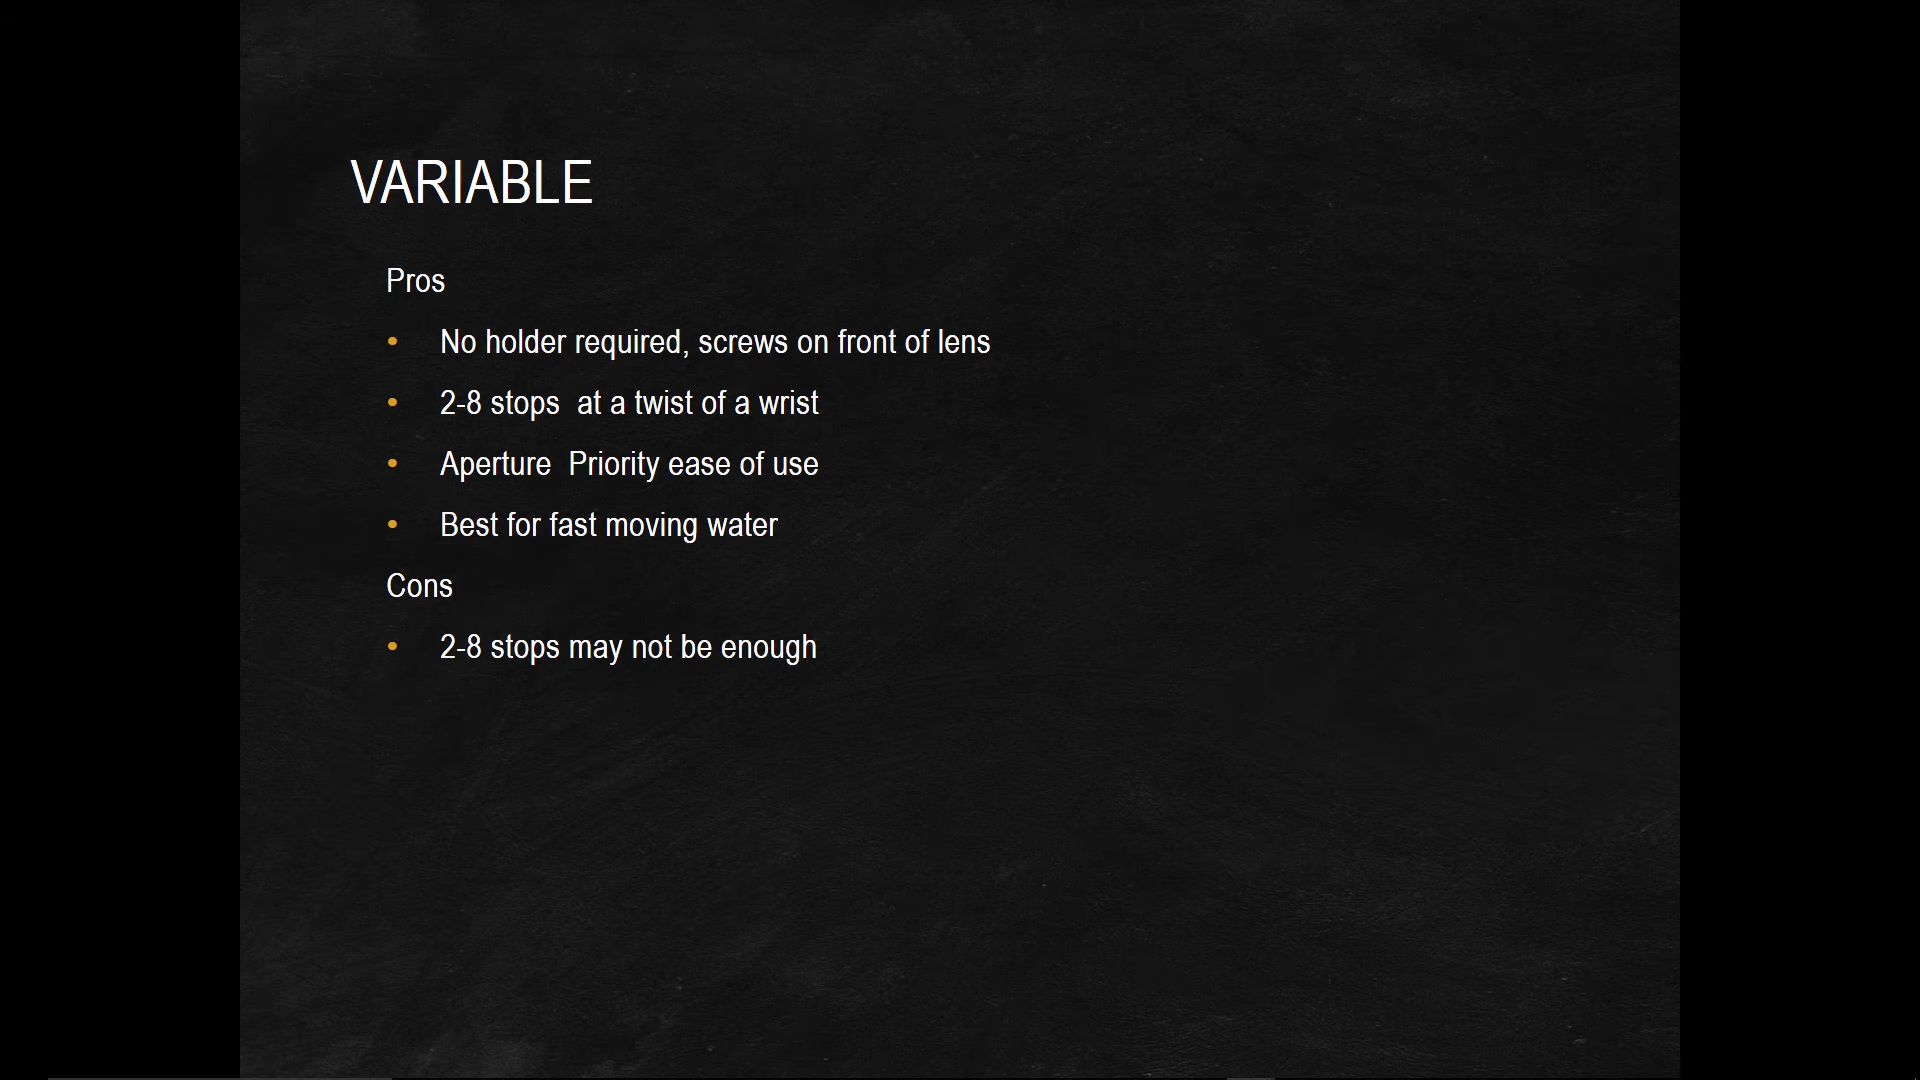 VARIABLE
Pros
• No holder required, screws on front of lens
• 2-8 stops  at a twist of a wrist
• Aperture  Priority ease of use
• Best for fast moving water
Cons
• 2-8 stops may not be enough